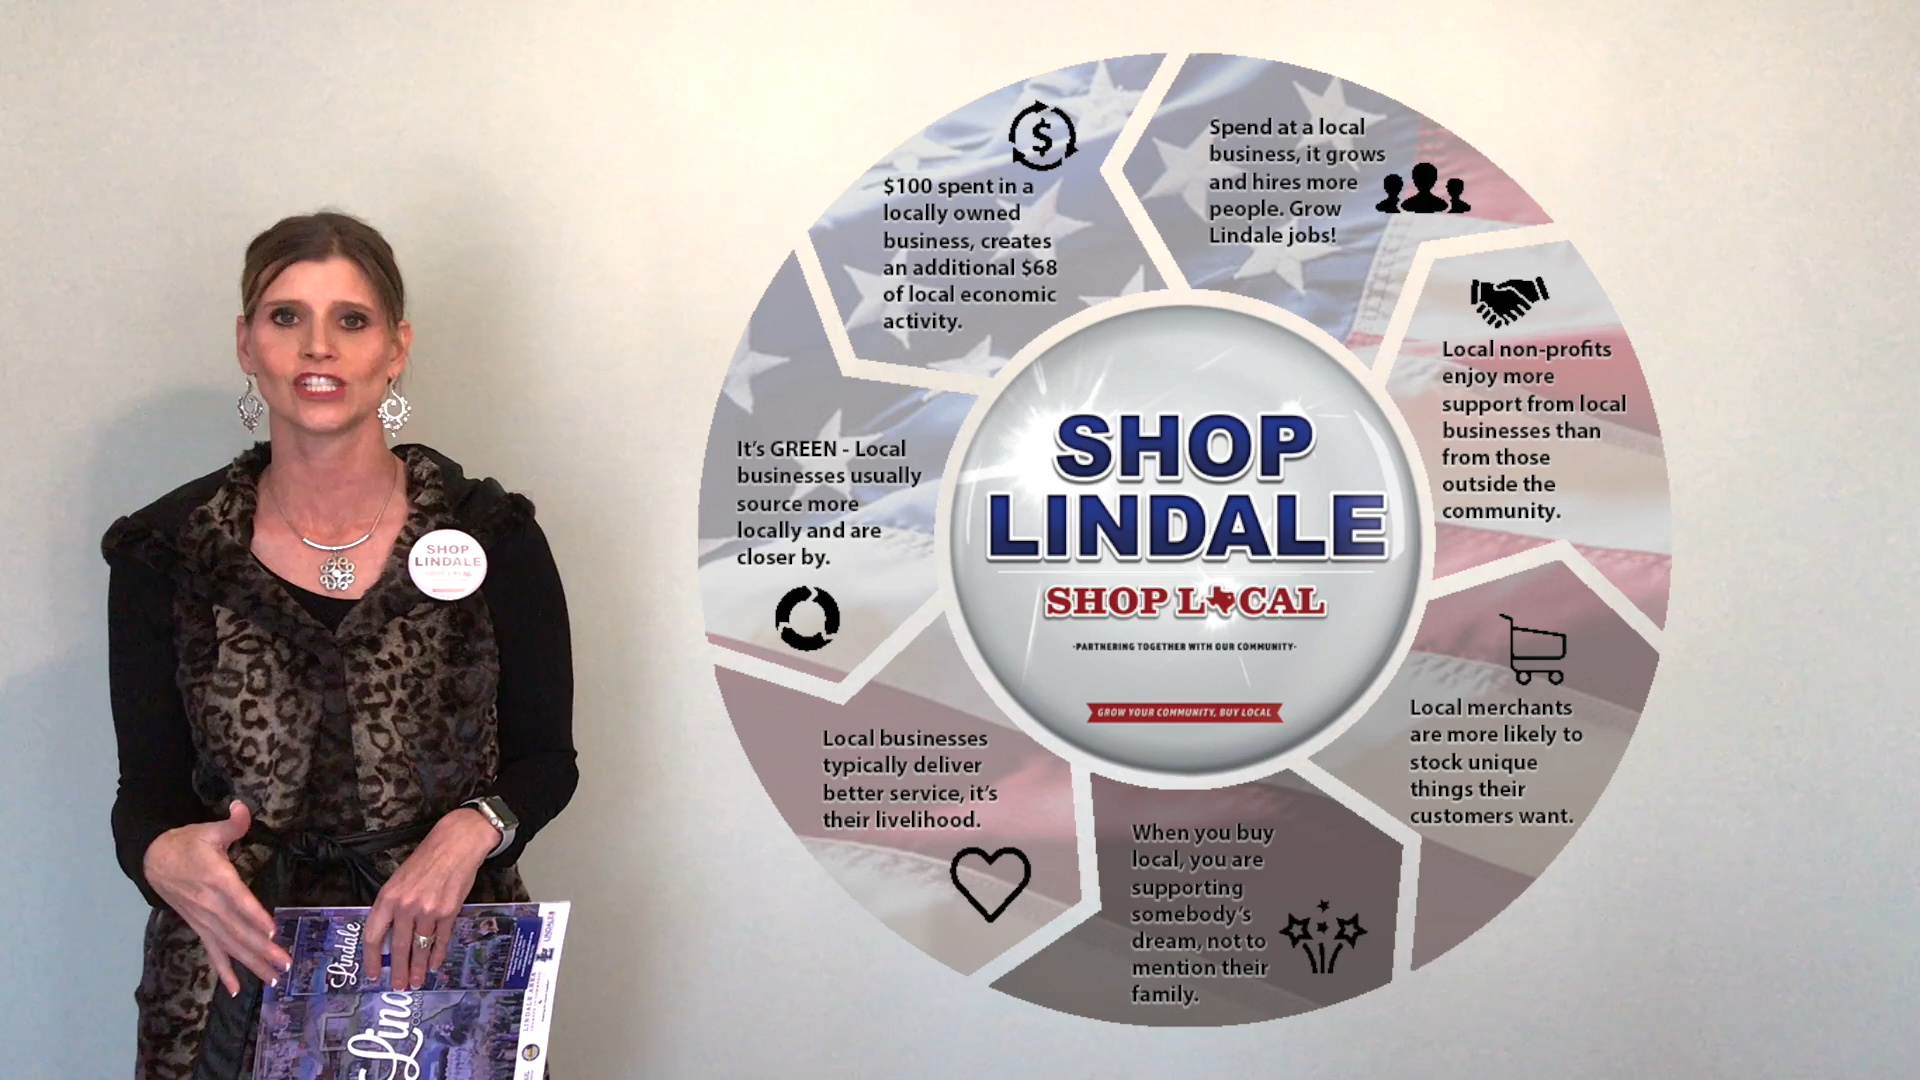 $100 spent in a
locally owned
business, creates
an additional $68
of local economic
activity.
Spend at a local
business, it grows
and hires more
people. Grow
Lindale jobs!
Local non-profits
enjoy more
support from local
businesses than
from those
outside the
community.
Local merchants
are more likely to
stock unique
things their
customers want.
When you buy
local, you are
supporting
somebody's
dream, not to
mention their
family.
Local businesses
typically deliver
better service, it's
their livelihood.
It's GREEN - Local
businesses usually
source more
locally and are
closer by.
SHOP
LINDALE
SHOP LOCAL
·PARTNERING TOGETHER WITH OUR COMMUNITY·
GROW YOUR COMMUNITY, BUY LOCAL
SHOP
LINDALE
SHOP LOCAL
Lindale
LINDALE AREA